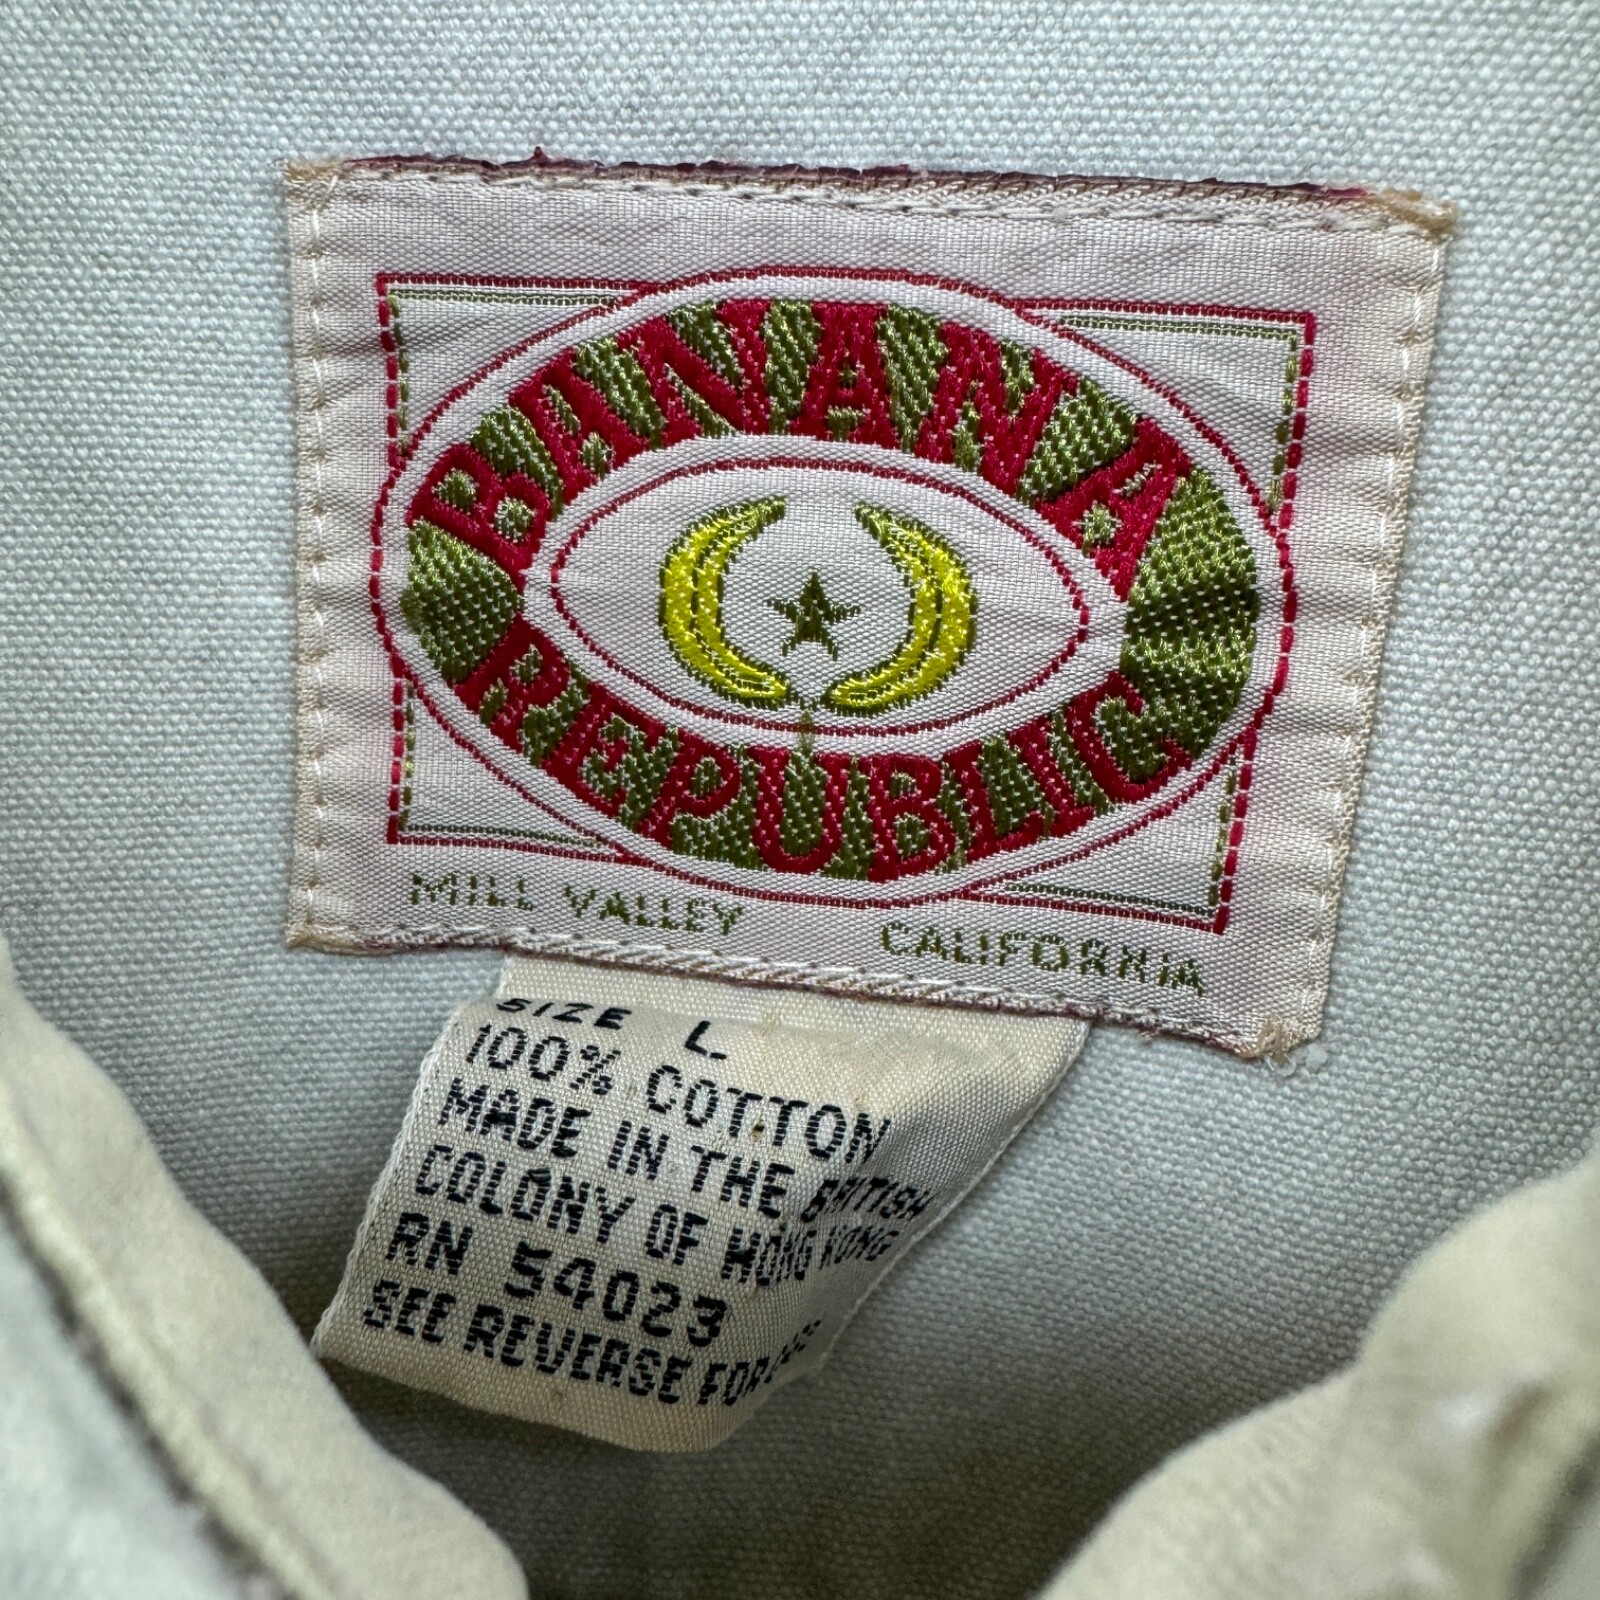 BANANA
REPUBLIC
MILL VALLEY CALIFORNIA
SIZE L
100% COTTON
MADE IN THE BRITISH
COLONY OF HONG KONG
RN 54023
SEE REVERSE FOR